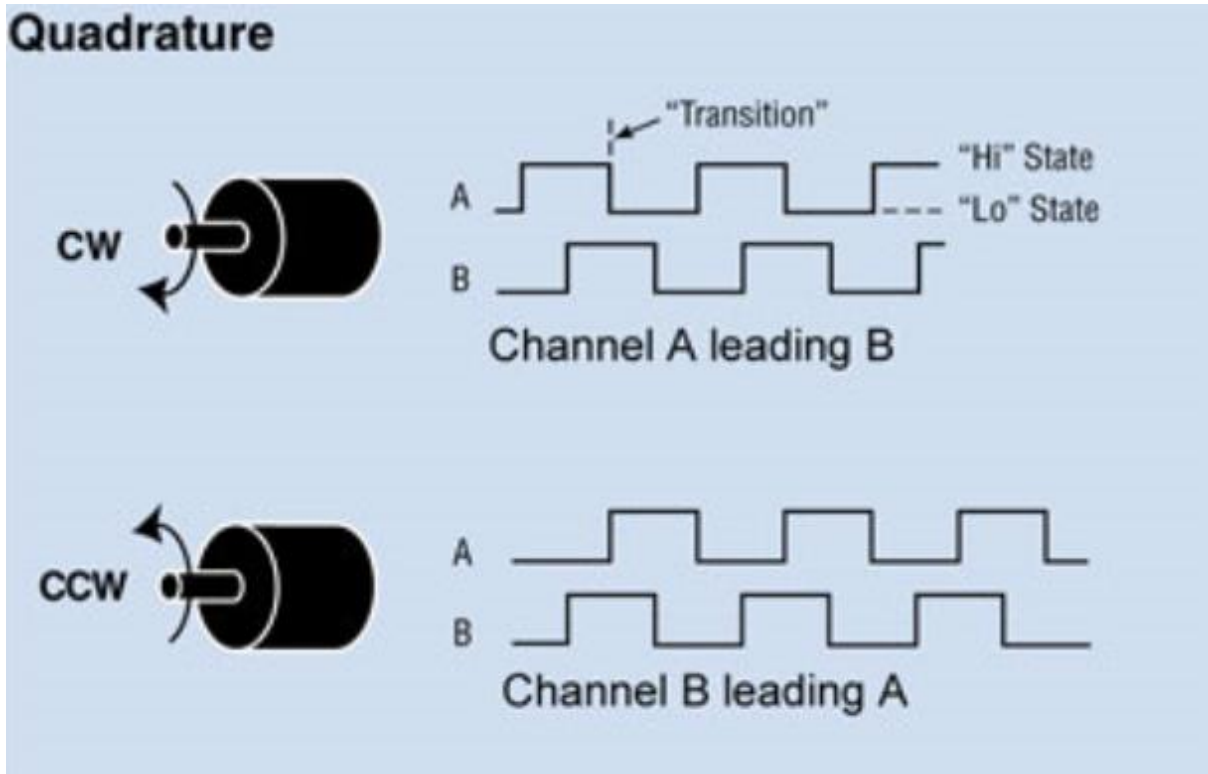 Quadrature
"Transition"
A
"Hi" State
"Lo" State
CW
B
Channel A leading B
A
CCW
B
Channel B leading A